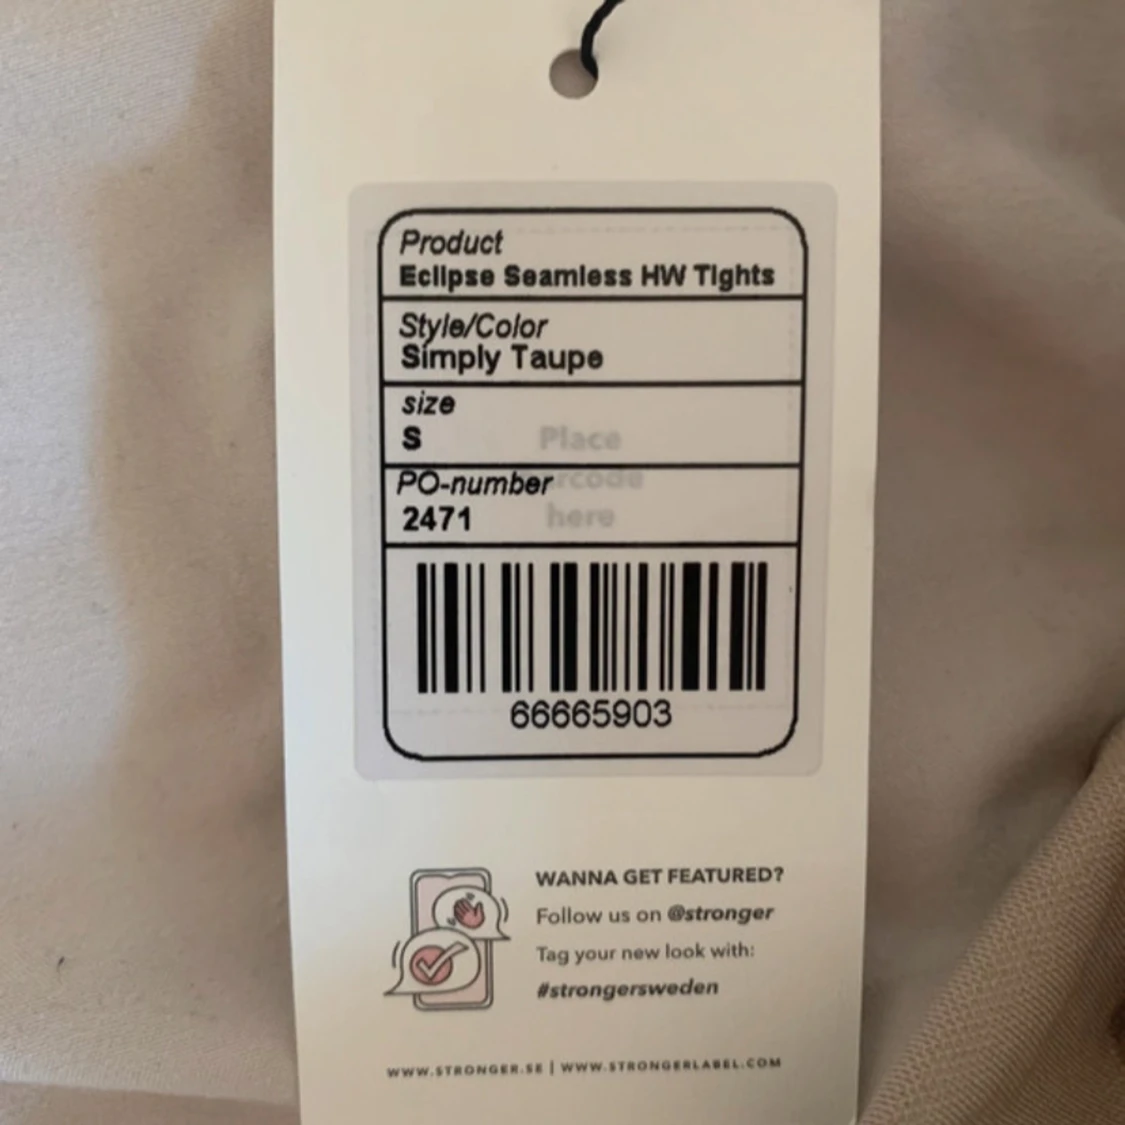 Product
Eclipse Seamless HW Tights
Style/Color
Simply Taupe
size
S
Place
PO-number
2471
here
66665903
WANNA GET FEATURED?
Follow us on @stronger
Tag your new look with:
#strongersweden
WWW.STRONGER.SE | WWW.STRONGERLABEL.COM